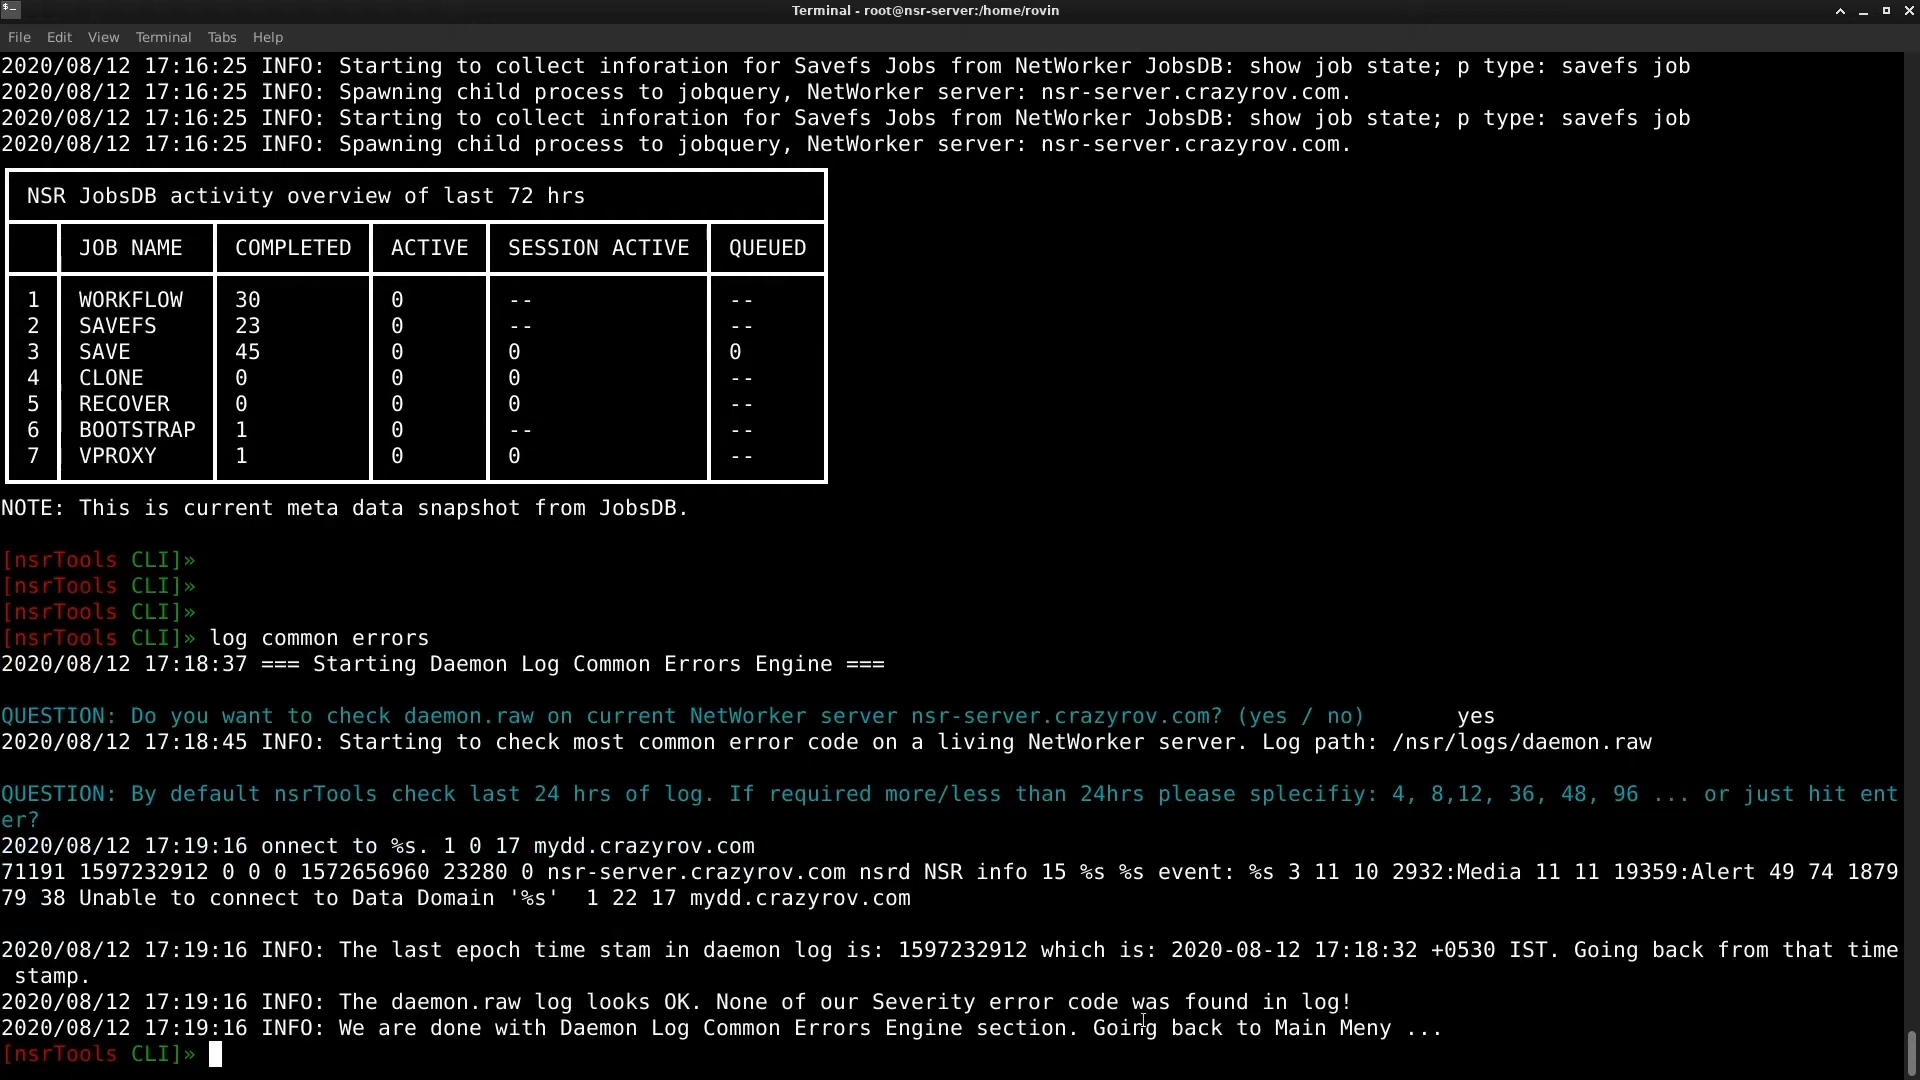 Terminal - root@nsr-server:/home/rovin
File Edit View Terminal Tabs Help
2020/08/12 17:16:25 INFO: Starting to collect inforation for Savefs Jobs from NetWorker JobsDB: show job state; p type: savefs job
2020/08/12 17:16:25 INFO: Spawning child process to jobquery, NetWorker server: nsr-server.crazyrov.com.
2020/08/12 17:16:25 INFO: Starting to collect inforation for Savefs Jobs from NetWorker JobsDB: show job state; p type: savefs job
2020/08/12 17:16:25 INFO: Spawning child process to jobquery, NetWorker server: nsr-server.crazyrov.com.
NSR JobsDB activity overview of last 72 hrs
JOB NAME COMPLETED ACTIVE SESSION ACTIVE QUEUED
1 WORKFLOW 30 0 -- --
2 SAVEFS 23 0 -- --
3 SAVE 45 0 0 0
4 CLONE 0 0 0 --
5 RECOVER 0 0 0 --
6 BOOTSTRAP 1 0 -- --
7 VPROXY 1 0 0 --
NOTE: This is current meta data snapshot from JobsDB.
[nsrTools CLI]»
[nsrTools CLI]»
[nsrTools CLI]»
[nsrTools CLI]» log common errors
2020/08/12 17:18:37 === Starting Daemon Log Common Errors Engine ===
QUESTION: Do you want to check daemon.raw on current NetWorker server nsr-server.crazyrov.com? (yes / no) yes
2020/08/12 17:18:45 INFO: Starting to check most common error code on a living NetWorker server. Log path: /nsr/logs/daemon.raw
QUESTION: By default nsrTools check last 24 hrs of log. If required more/less than 24hrs please splecifiy: 4, 8,12, 36, 48, 96 ... or just hit ent
er?
2020/08/12 17:19:16 onnect to %s. 1 0 17 mydd.crazyrov.com
71191 1597232912 0 0 0 1572656960 23280 0 nsr-server.crazyrov.com nsrd NSR info 15 %s %s event: %s 3 11 10 2932:Media 11 11 19359:Alert 49 74 1879
79 38 Unable to connect to Data Domain '%s'  1 22 17 mydd.crazyrov.com
2020/08/12 17:19:16 INFO: The last epoch time stam in daemon log is: 1597232912 which is: 2020-08-12 17:18:32 +0530 IST. Going back from that time
stamp.
2020/08/12 17:19:16 INFO: The daemon.raw log looks OK. None of our Severity error code was found in log!
2020/08/12 17:19:16 INFO: We are done with Daemon Log Common Errors Engine section. Going back to Main Meny ...
[nsrTools CLI]»